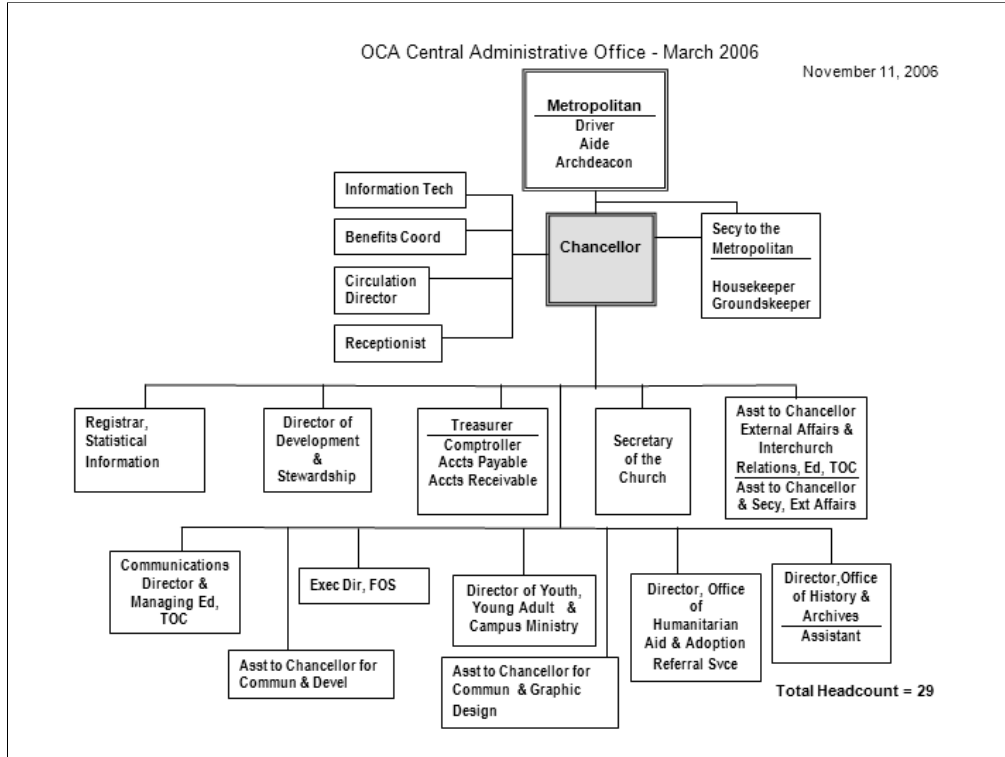 OCA Central Administrative Office - March 2006
November 11, 2006
Metropolitan
Driver
Aide
Archdeacon
Information Tech
Benefits Coord
Circulation
Director
Receptionist
Chancellor
Secy to the
Metropolitan
Housekeeper
Groundskeeper
Registrar,
Statistical
Information
Director of
Development
&
Stewardship
Treasurer
Comptroller
Accts Payable
Accts Receivable
Secretary
of the
Church
Asst to Chancellor
External Affairs &
Interchurch
Relations, Ed, TOC
Asst to Chancellor
& Secy, Ext Affairs
Communications
Director &
Managing Ed,
TOC
Asst to Chancellor for
Commun & Devel
Exec Dir, FOS
Director of Youth,
Young Adult & 
Campus Ministry
Asst to Chancellor for
Commun & Graphic
Design
Director, Office
of
Humanitarian
Aid & Adoption
Referral Svce
Director,Office
of History &
Archives
Assistant
Total Headcount = 29